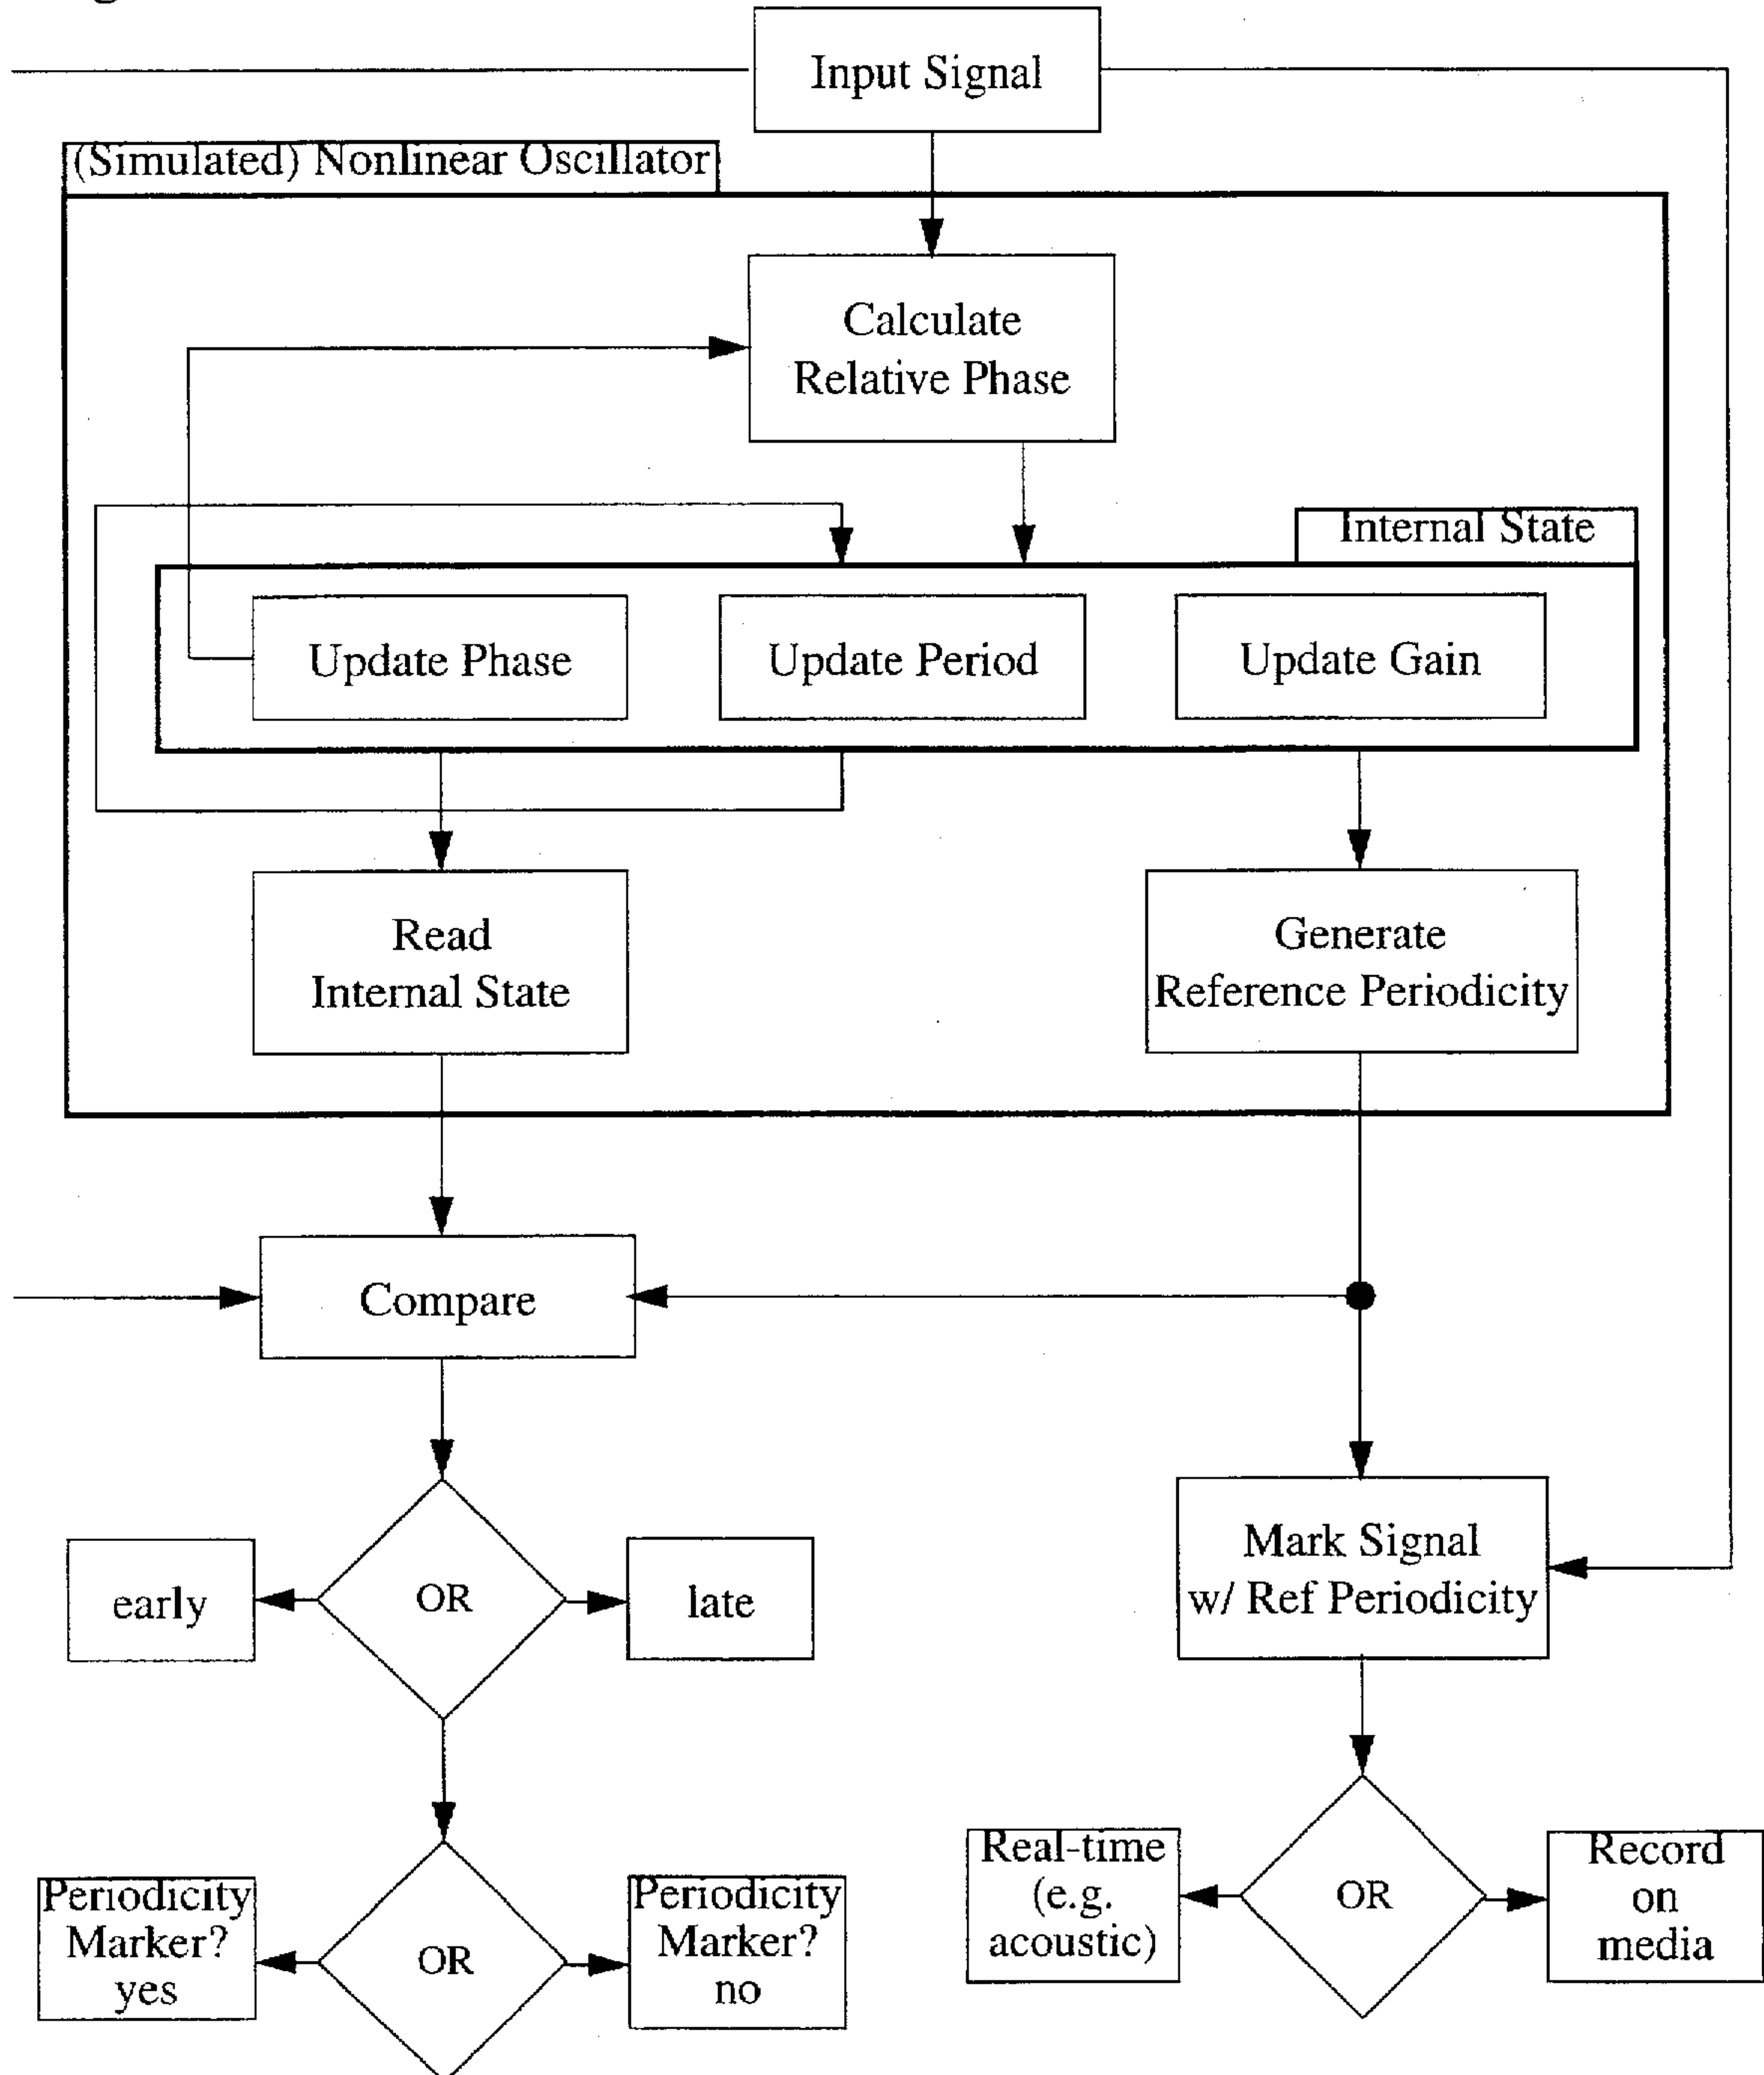 Input Signal
(Simulated) Nonlinear Oscillator
Calculate
Relative Phase
Internal State
Update Phase
Update Period
Update Gain
Read
Internal State
Generate
Reference Periodicity
Compare
Mark Signal
w/ Ref Periodicity
early
OR
late
Real-time
(e.g.
acoustic)
OR
Record
on
media
Periodicity
Marker?
yes
OR
Periodicity
Marker?
no